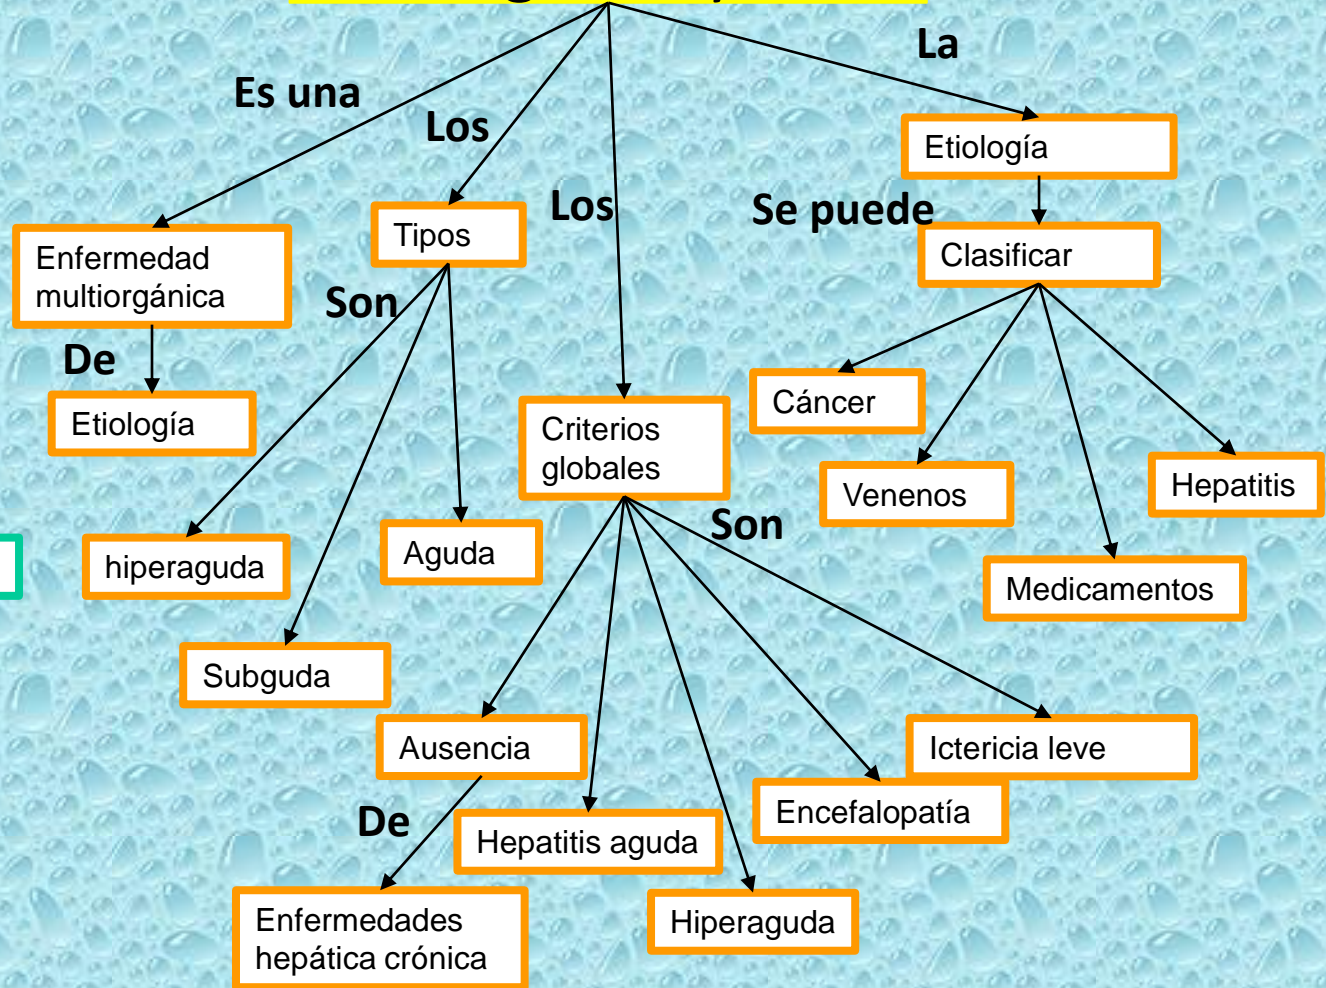 La
Es una
Los
Etiología
Los
Se puede
Tipos
Clasificar
Enfermedad
multiorgánica
Son
De
Cáncer
Etiología
Criterios
globales
Venenos
Hepatitis
Son
hiperaguda
Aguda
Medicamentos
Subguda
Ausencia
Ictericia leve
Encefalopatía
De
Hepatitis aguda
Enfermedades
hepática crónica
Hiperaguda